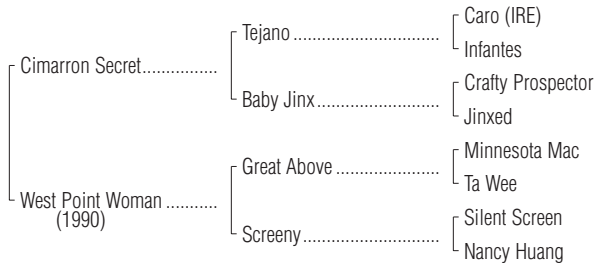 Caro (IRE)
Tejano ................................
Infantes
Cimarron Secret................
Crafty Prospector
Baby Jinx...........................
Jinxed
Minnesota Mac
Great Above .......................
Ta Wee
West Point Woman ...........
(1990)
Silent Screen
Screeny..............................
Nancy Huang